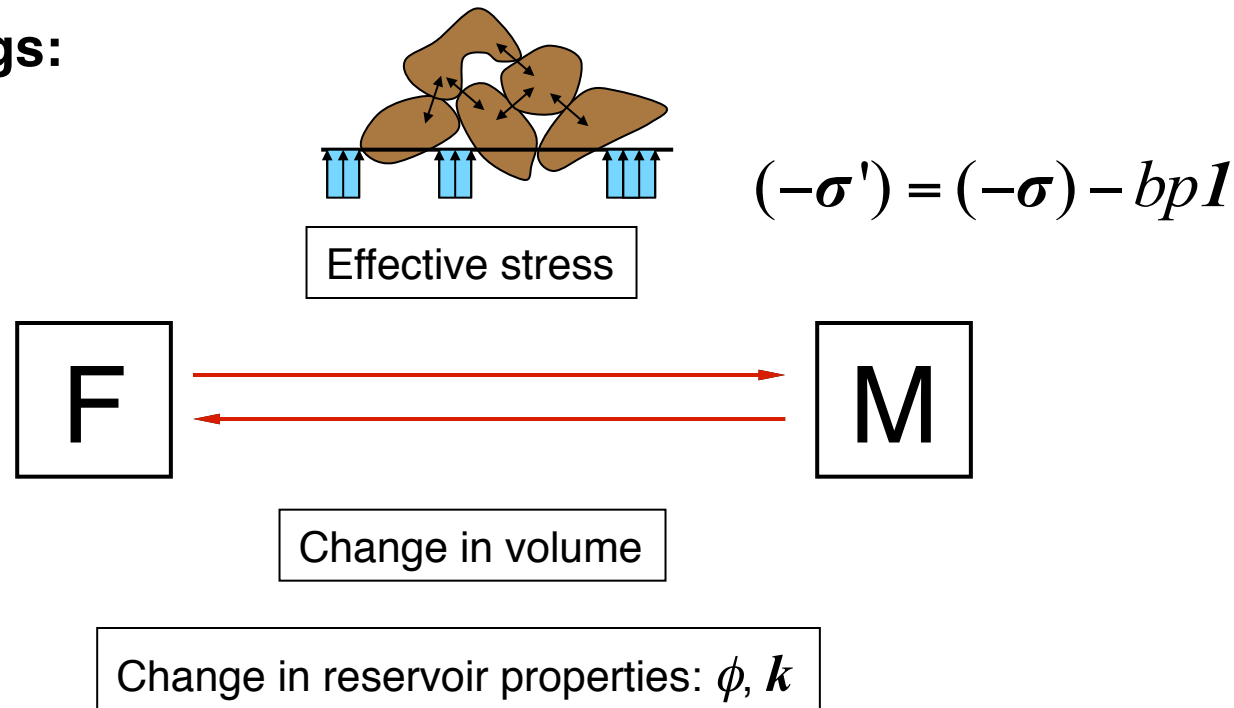 gs:
(−σ') = (−σ) − bp1
Effective stress
F
M
Change in volume
Change in reservoir properties: ϕ, k